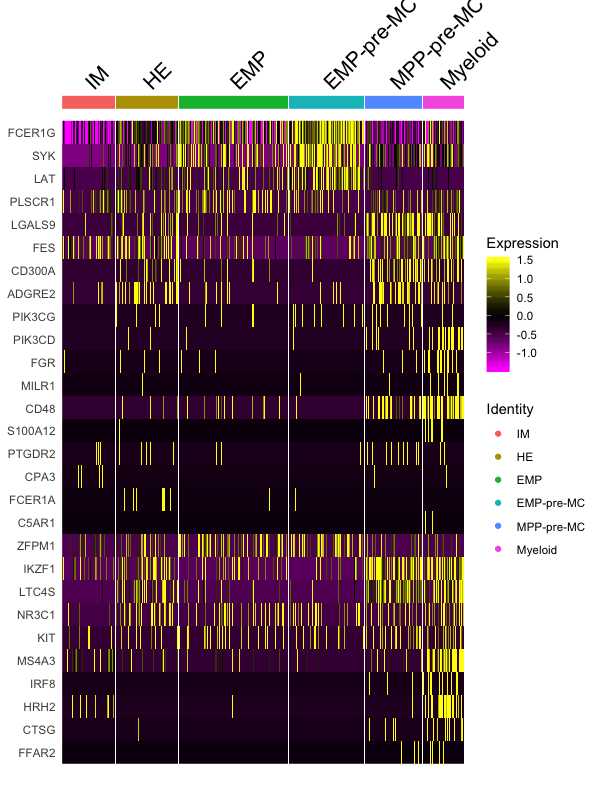 IM
HE
EMP
EMP-pre-MC
MPP-pre-MC
Myeloid
FCER1G
SYK
LAT
PLSCR1
LGALS9
FES
CD300A
ADGRE2
PIK3CG
PIK3CD
FGR
MILR1
CD48
S100A12
PTGDR2
CPA3
FCER1A
C5AR1
ZFPM1
IKZF1
LTC4S
NR3C1
KIT
MS4A3
IRF8
HRH2
CTSG
FFAR2
Expression
1.5
1.0
0.5
0.0
-0.5
-1.0
Identity
IM
HE
EMP
EMP-pre-MC
MPP-pre-MC
Myeloid